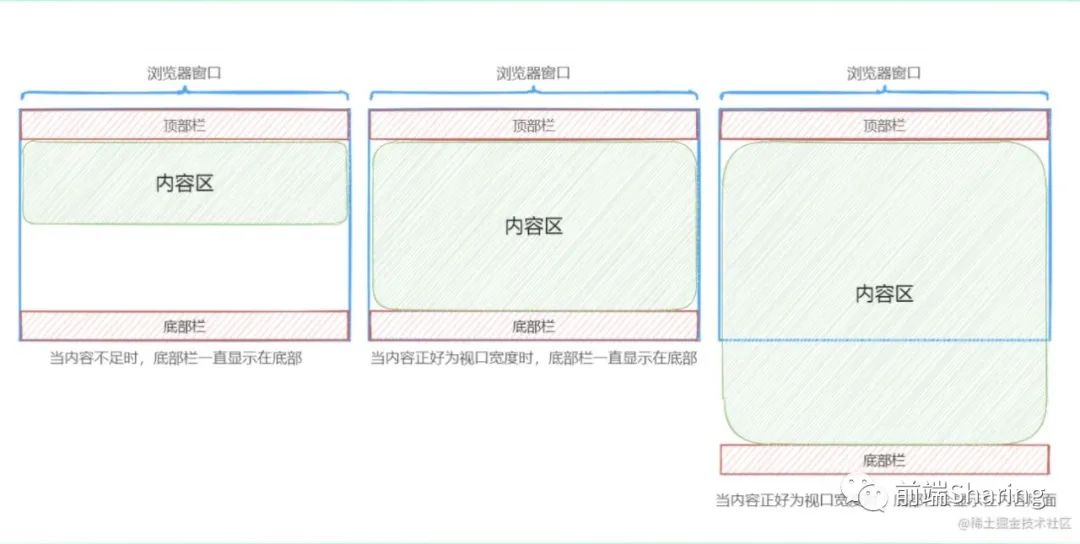 浏览器窗口
顶部栏
内容区
底部栏
当内容不足时，底部栏一直显示在底部
浏览器窗口
顶部栏
内容区
底部栏
当内容正好为视口宽度时，底部栏一直显示在底部
浏览器窗口
顶部栏
内容区
底部栏
当内容正好为视口宽度
前端Sharing
@稀土掘金技术社区